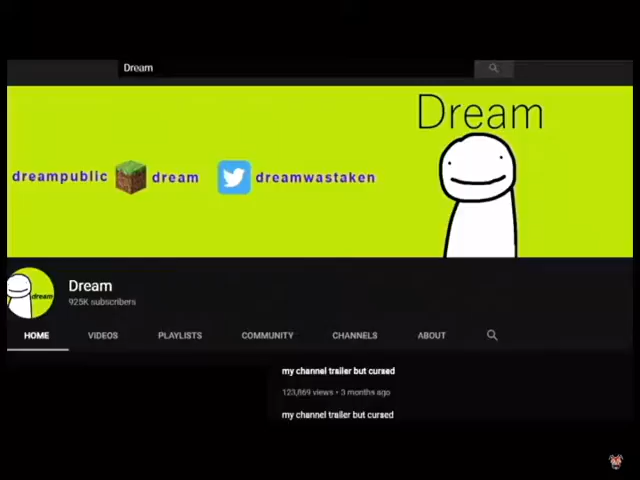 Dream
Dream
dreampublic dream dreamwastaken
dream
Dream
925K subscribers
HOME VIDEOS PLAYLISTS COMMUNITY CHANNELS ABOUT
my channel trailer but cursed
123,869 views • 3 months ago
my channel trailer but cursed